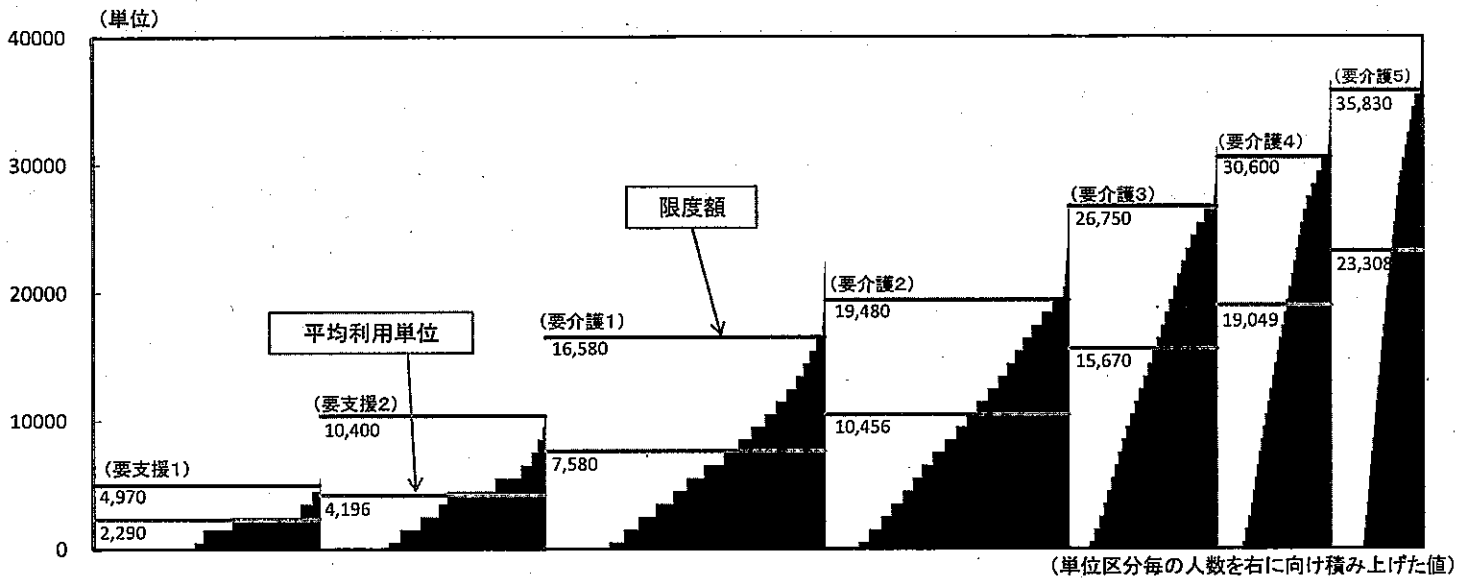 (単位)
40000
30000
20000
10000
0
(要支援1)
4,970
2,290
(要支援2)
10,400
4,196
平均利用単位
(要介護1)
16,580
7,580
限度額
(要介護2)
19,480
10,456
(要介護3)
26,750
15,670
(要介護4)
30,600
19,049
(要介護5)
35,830
23,308
(単位区分毎の人数を右に向け積み上げた値)